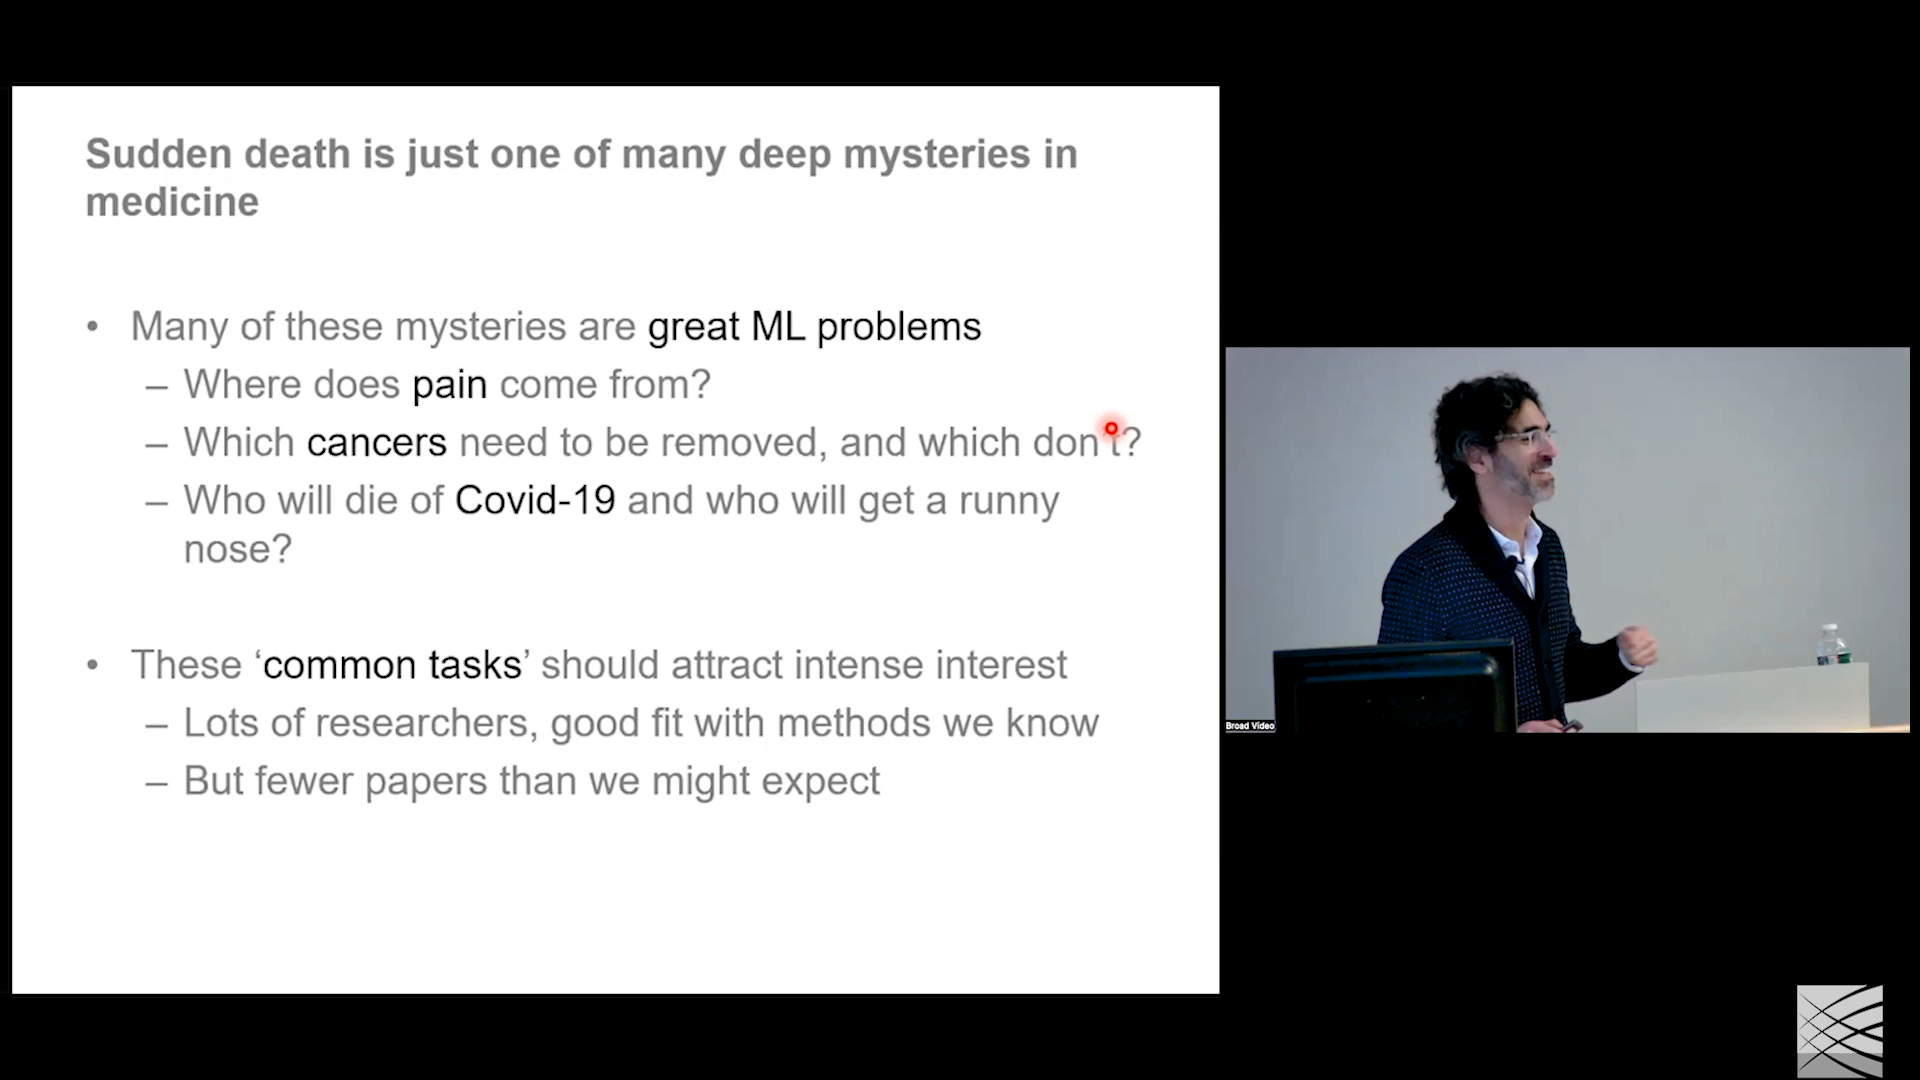 Sudden death is just one of many deep mysteries in
medicine
• Many of these mysteries are great ML problems
– Where does pain come from?
– Which cancers need to be removed, and which don't?
– Who will die of Covid-19 and who will get a runny
nose?
• These ‘common tasks’ should attract intense interest
– Lots of researchers, good fit with methods we know
– But fewer papers than we might expect
Broad Video